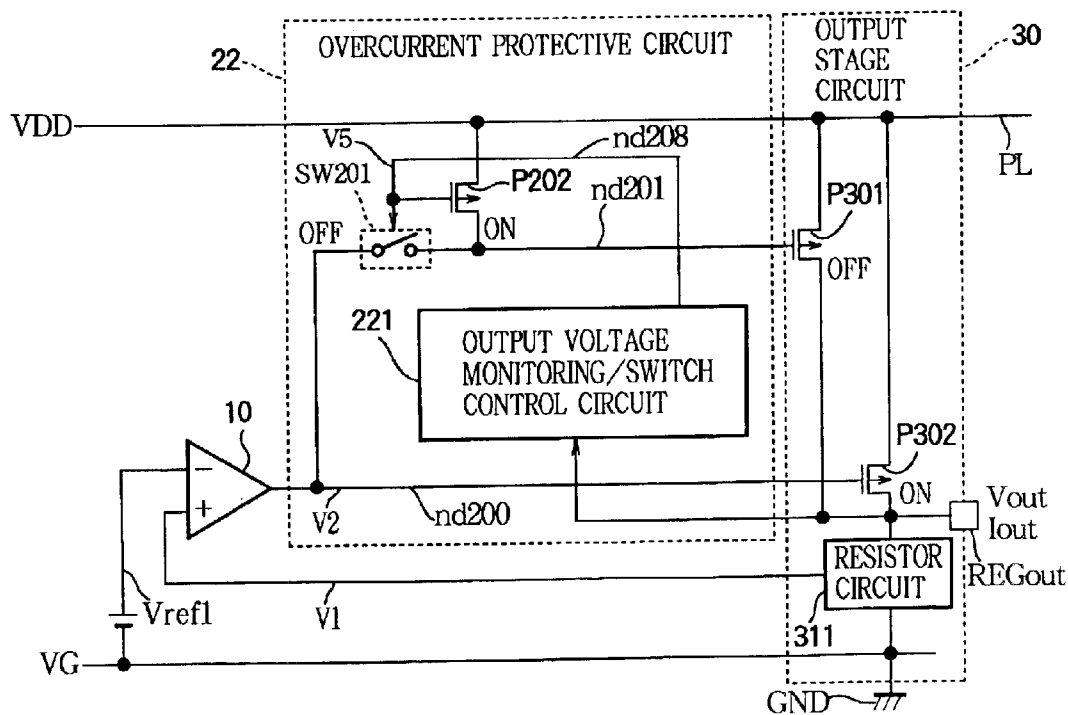 OVERCURRENT PROTECTIVE CIRCUIT
22
OUTPUT
STAGE
CIRCUIT
30
VDD
PL
V5
nd208
SW201
P202
nd201
P301
OFF
ON
OFF
221
OUTPUT VOLTAGE
MONITORING/SWITCH
CONTROL CIRCUIT
10
P302
−
+
V2
nd200
ON
Vout
Iout
REGout
RESISTOR
CIRCUIT
Vref1
V1
311
VG
GND